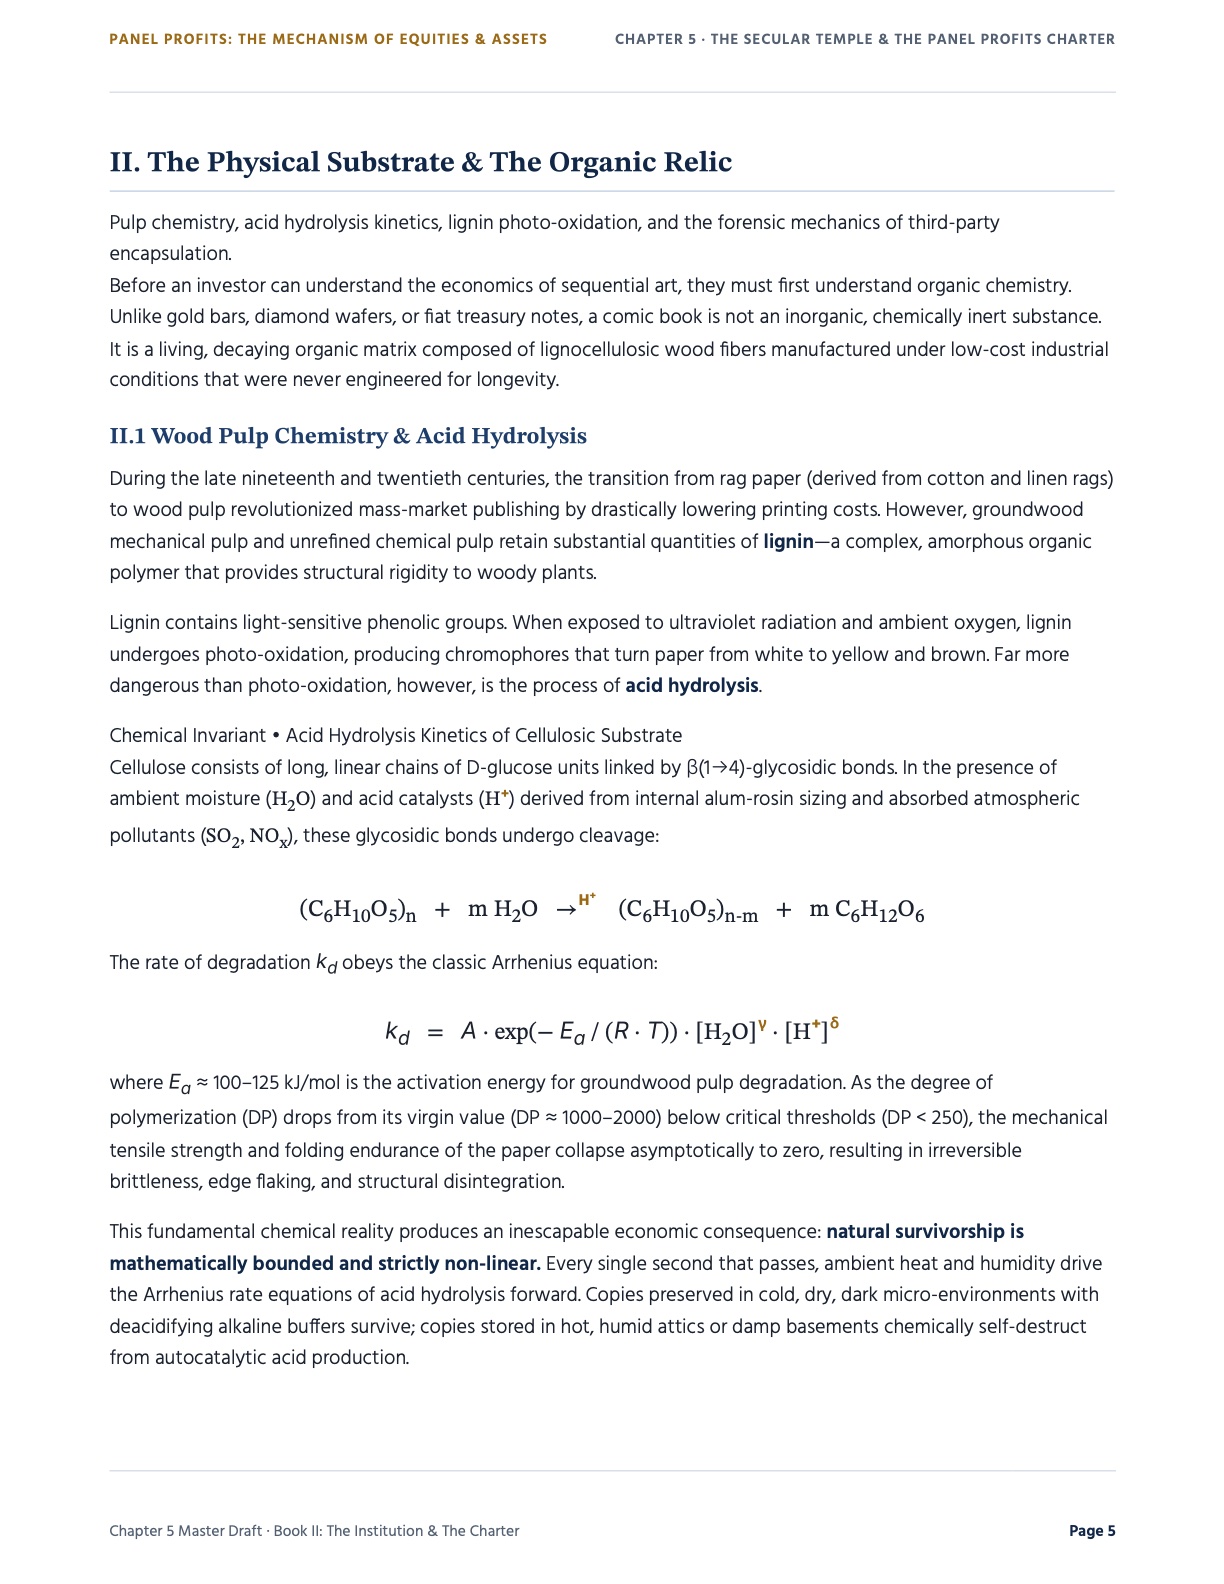 PANEL PROFITS: THE MECHANISM OF EQUITIES & ASSETS
CHAPTER 5 · THE SECULAR TEMPLE & THE PANEL PROFITS CHARTER
II. The Physical Substrate & The Organic Relic
Pulp chemistry, acid hydrolysis kinetics, lignin photo-oxidation, and the forensic mechanics of third-party
encapsulation.
Before an investor can understand the economics of sequential art, they must first understand organic chemistry.
Unlike gold bars, diamond wafers, or fiat treasury notes, a comic book is not an inorganic, chemically inert substance.
It is a living, decaying organic matrix composed of lignocellulosic wood fibers manufactured under low-cost industrial
conditions that were never engineered for longevity.
II.1 Wood Pulp Chemistry & Acid Hydrolysis
During the late nineteenth and twentieth centuries, the transition from rag paper (derived from cotton and linen rags)
to wood pulp revolutionized mass-market publishing by drastically lowering printing costs. However, groundwood
mechanical pulp and unrefined chemical pulp retain substantial quantities of lignin—a complex, amorphous organic
polymer that provides structural rigidity to woody plants.
Lignin contains light-sensitive phenolic groups. When exposed to ultraviolet radiation and ambient oxygen, lignin
undergoes photo-oxidation, producing chromophores that turn paper from white to yellow and brown. Far more
dangerous than photo-oxidation, however, is the process of acid hydrolysis.
Chemical Invariant • Acid Hydrolysis Kinetics of Cellulosic Substrate
Cellulose consists of long, linear chains of D-glucose units linked by β(1→4)-glycosidic bonds. In the presence of
ambient moisture (H₂O) and acid catalysts (H⁺) derived from internal alum-rosin sizing and absorbed atmospheric
pollutants (SO₂, NOₓ), these glycosidic bonds undergo cleavage:
(C₆H₁₀O₅)ₙ + m H₂O →^H⁺ (C₆H₁₀O₅)ₙ₋ₘ + m C₆H₁₂O₆
The rate of degradation k_d obeys the classic Arrhenius equation:
k_d = A · exp(− E_a / (R · T)) · [H₂O]^γ · [H⁺]^δ
where E_a ≈ 100–125 kJ/mol is the activation energy for groundwood pulp degradation. As the degree of
polymerization (DP) drops from its virgin value (DP ≈ 1000–2000) below critical thresholds (DP < 250), the mechanical
tensile strength and folding endurance of the paper collapse asymptotically to zero, resulting in irreversible
brittleness, edge flaking, and structural disintegration.
This fundamental chemical reality produces an inescapable economic consequence: natural survivorship is
mathematically bounded and strictly non-linear. Every single second that passes, ambient heat and humidity drive
the Arrhenius rate equations of acid hydrolysis forward. Copies preserved in cold, dry, dark micro-environments with
deacidifying alkaline buffers survive; copies stored in hot, humid attics or damp basements chemically self-destruct
from autocatalytic acid production.
Chapter 5 Master Draft · Book II: The Institution & The Charter
Page 5